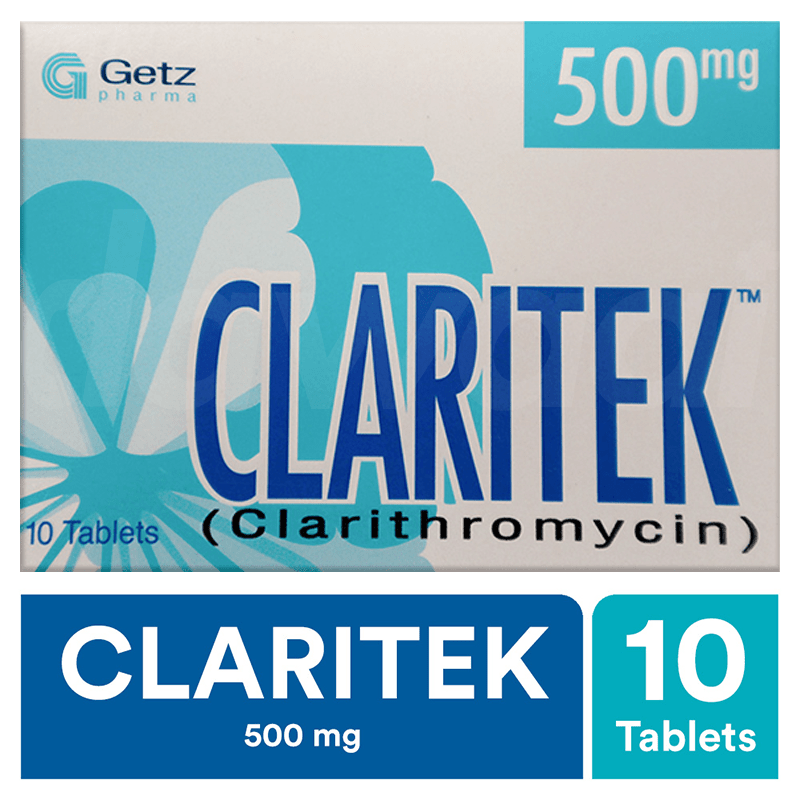 Getz
pharma
500mg
CLARITEK™
(Clarithromycin)
10 Tablets
CLARITEK
500 mg
10
Tablets